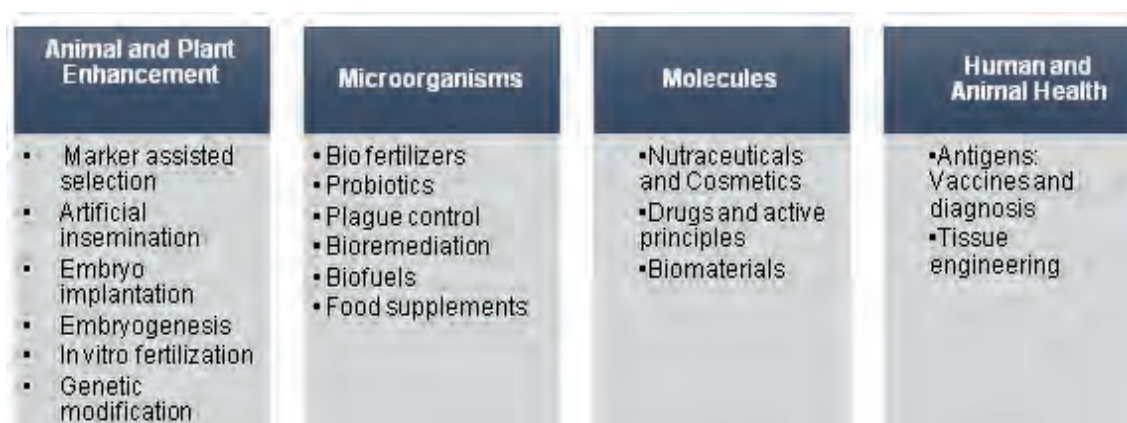 Animal and Plant
Enhancement
• Marker assisted
selection
• Artificial
insemination
• Embryo
implantation
• Embryogenesis
• In vitro fertilization
• Genetic
modification
Microorganisms
• Bio fertilizers
• Probiotics
• Plague control
• Bioremediation
• Biofuels
• Food supplements
Molecules
▪Nutraceuticals
and Cosmetics
▪Drugs and active
principles
▪Biomaterials
Human and
Animal Health
▪Antigens:
Vaccines and
diagnosis
▪Tissue
engineering